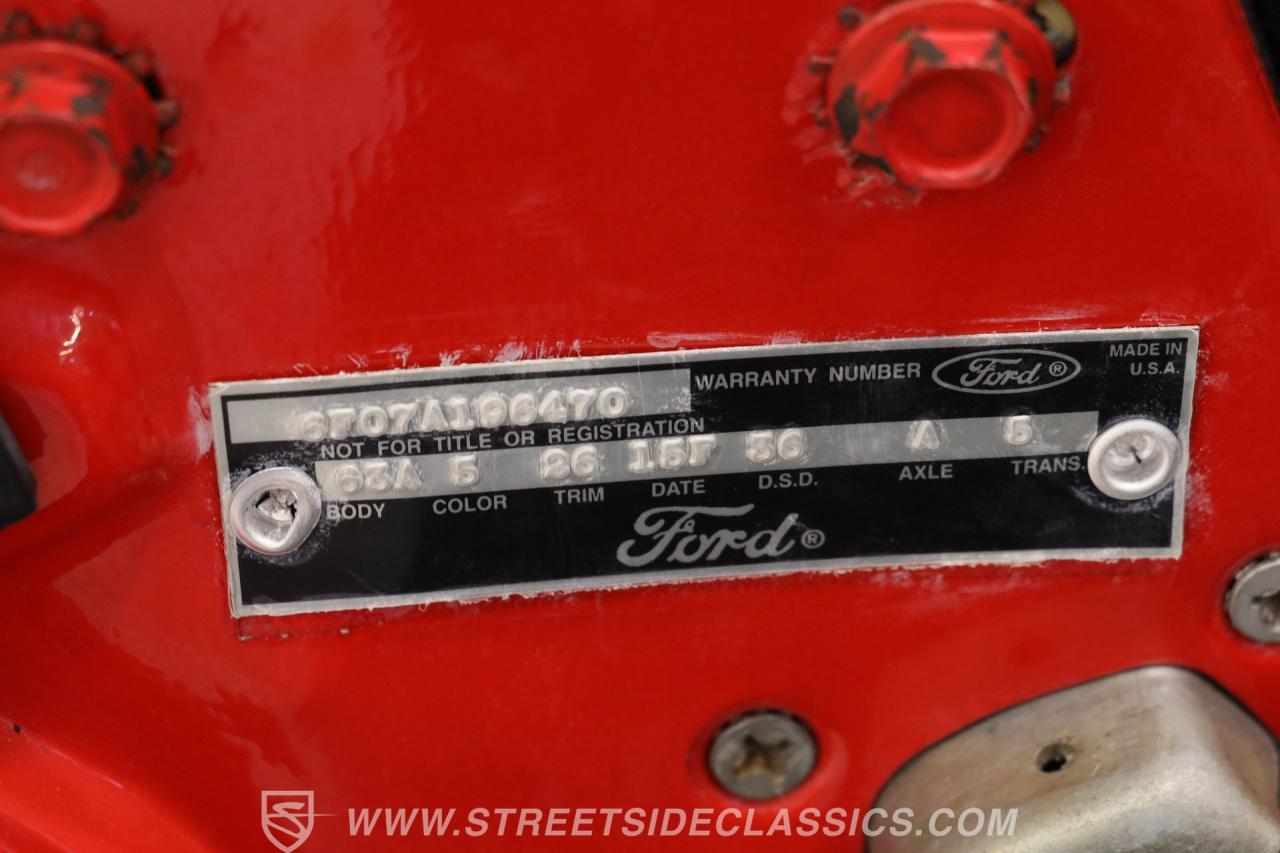 6F07A196470
WARRANTY NUMBER
Ford ®
MADE IN
U.S.A.
NOT FOR TITLE OR REGISTRATION
63A 5 26 15F 36 A 5
BODY COLOR TRIM DATE D.S.D. AXLE TRANS.
Ford ®
WWW.STREETSIDECLASSICS.COM